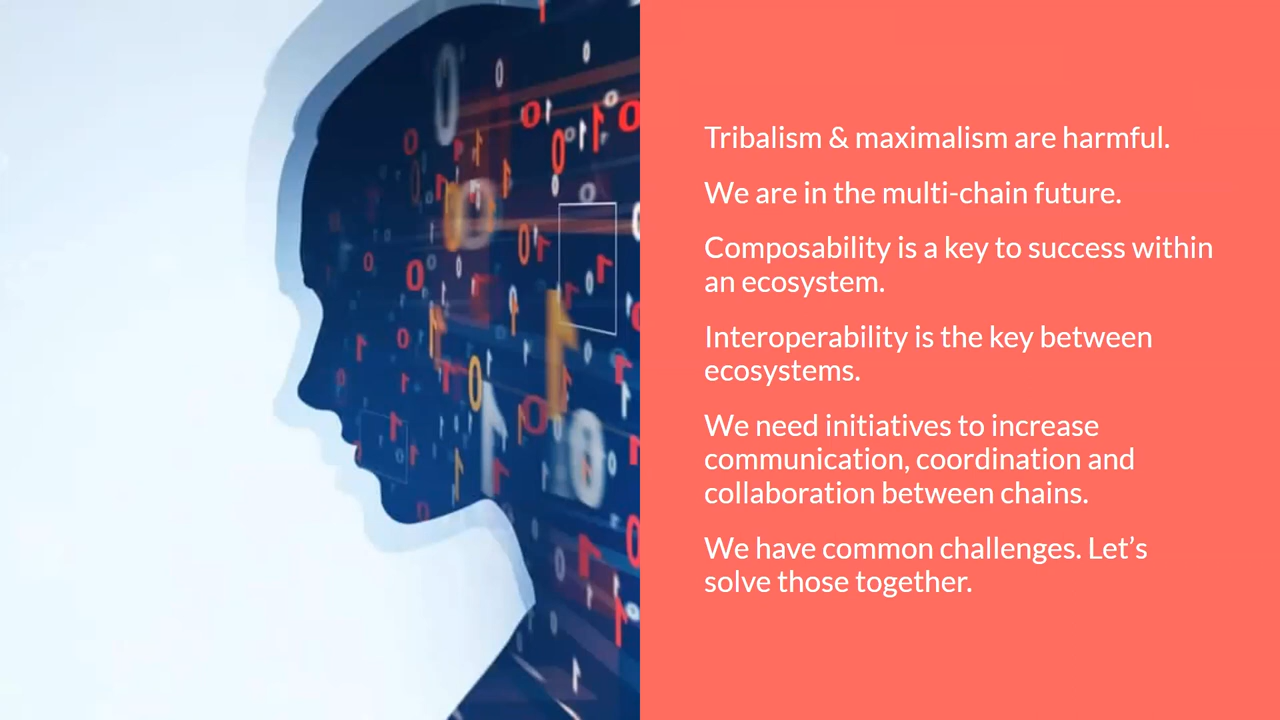 Tribalism & maximalism are harmful.
We are in the multi-chain future.
Composability is a key to success within
an ecosystem.
Interoperability is the key between
ecosystems.
We need initiatives to increase
communication, coordination and
collaboration between chains.
We have common challenges. Let’s
solve those together.